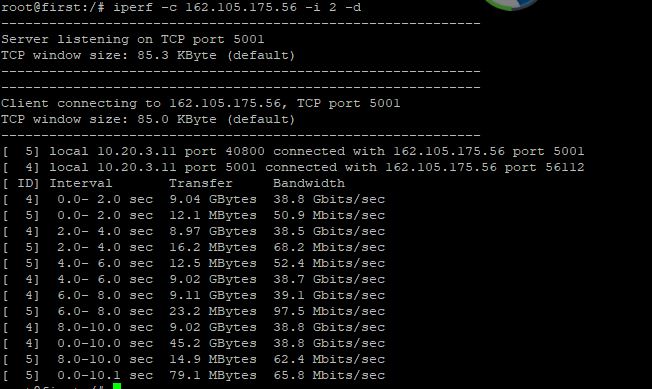 root@first:/# iperf -c 162.105.175.56 -i 2 -d
------------------------------------------------------------
Server listening on TCP port 5001
TCP window size: 85.3 KByte (default)
------------------------------------------------------------
------------------------------------------------------------
Client connecting to 162.105.175.56, TCP port 5001
TCP window size: 85.0 KByte (default)
------------------------------------------------------------
[  5] local 10.20.3.11 port 40800 connected with 162.105.175.56 port 5001
[  4] local 10.20.3.11 port 5001 connected with 162.105.175.56 port 56112
[ ID] Interval       Transfer     Bandwidth
[  4]  0.0- 2.0 sec  9.04 GBytes  38.8 Gbits/sec
[  5]  0.0- 2.0 sec  12.1 MBytes  50.9 Mbits/sec
[  4]  2.0- 4.0 sec  8.97 GBytes  38.5 Gbits/sec
[  5]  2.0- 4.0 sec  16.2 MBytes  68.2 Mbits/sec
[  5]  4.0- 6.0 sec  12.5 MBytes  52.4 Mbits/sec
[  4]  4.0- 6.0 sec  9.02 GBytes  38.7 Gbits/sec
[  4]  6.0- 8.0 sec  9.11 GBytes  39.1 Gbits/sec
[  5]  6.0- 8.0 sec  23.2 MBytes  97.5 Mbits/sec
[  4]  8.0-10.0 sec  9.02 GBytes  38.8 Gbits/sec
[  4]  0.0-10.0 sec  45.2 GBytes  38.8 Gbits/sec
[  5]  8.0-10.0 sec  14.9 MBytes  62.4 Mbits/sec
[  5]  0.0-10.1 sec  79.1 MBytes  65.8 Mbits/sec
root@first:/#